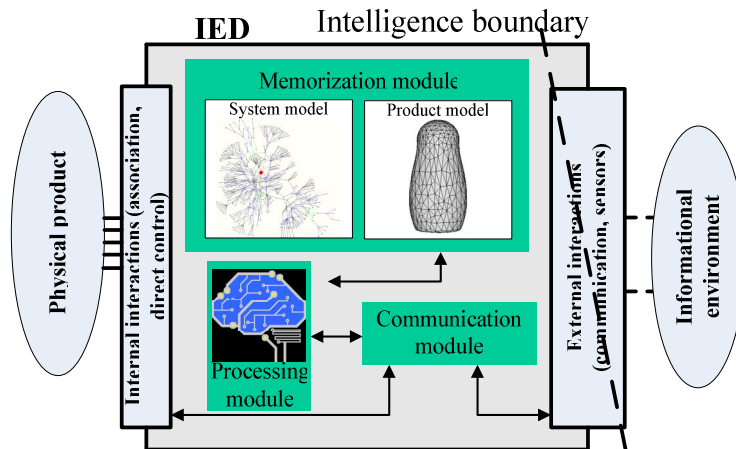 IED
Intelligence boundary
Memorization module
System model
Product model
Physical product
Internal interactions (association,
direct control)
Processing
module
Communication
module
External interactions
(communication, sensors)
Informational
environment